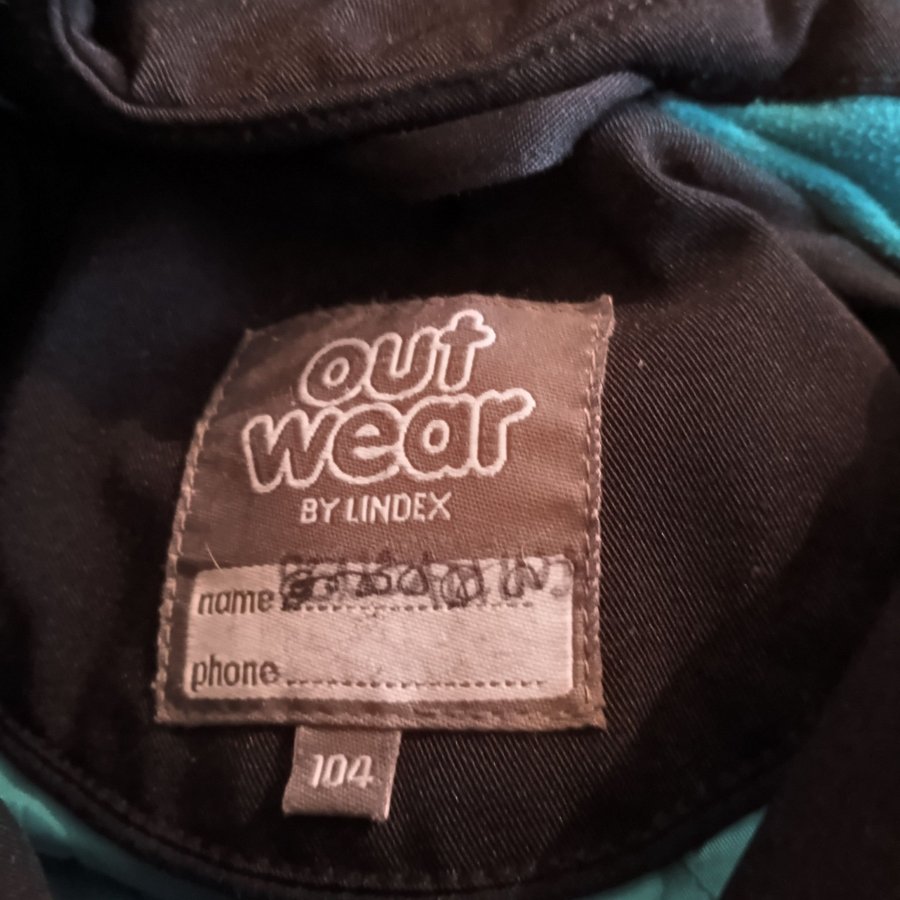 out
wear
BY LINDEX
name
phone
104